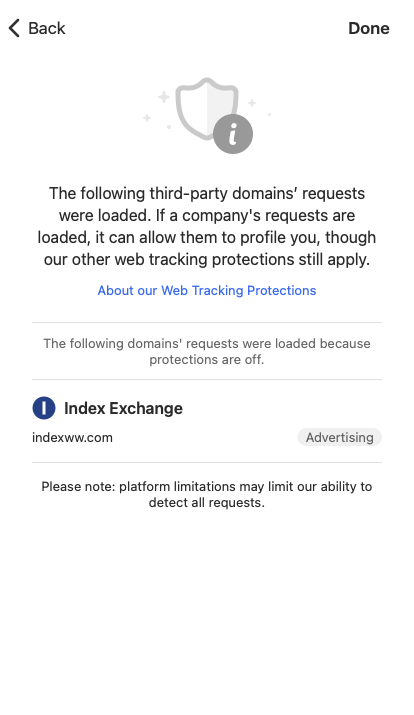 Back
Done
The following third-party domains’ requests
were loaded. If a company's requests are
loaded, it can allow them to profile you, though
our other web tracking protections still apply.
About our Web Tracking Protections
The following domains' requests were loaded because
protections are off.
Index Exchange
indexww.com
Advertising
Please note: platform limitations may limit our ability to
detect all requests.